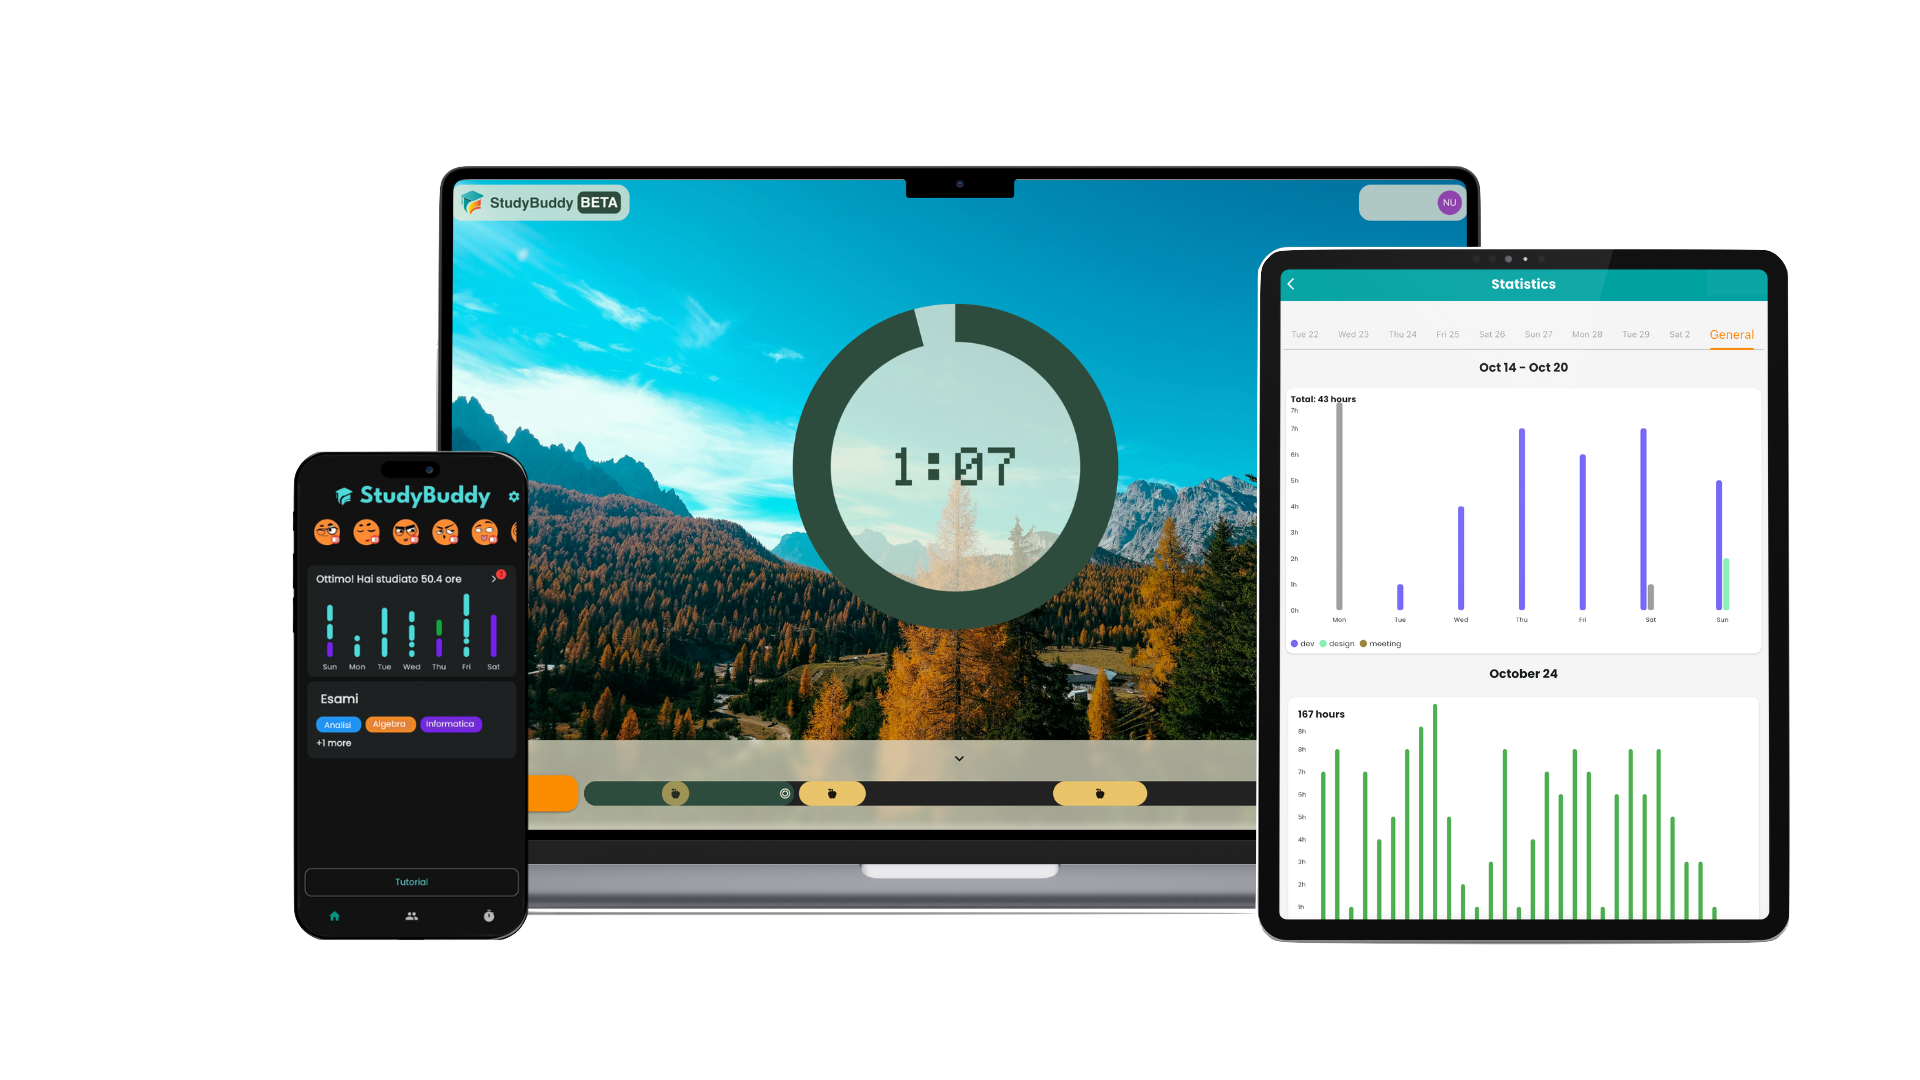 StudyBuddy BETA
NU
1:07
StudyBuddy
Ottimo! Hai studiato 50.4 ore
3
Sun Mon Tue Wed Thu Fri Sat
Esami
Analisi Algebra Informatica
+1 more
Tutorial
Statistics
Tue 22 Wed 23 Thu 24 Fri 25 Sat 26 Sun 27 Mon 28 Tue 29 Sat 2 General
Oct 14 - Oct 20
Total: 43 hours
7h
7h
6h
5h
4h
3h
2h
1h
0h
Mon Tue Wed Thu Fri Sat Sun
dev design meeting
October 24
167 hours
8h
8h
7h
6h
5h
4h
3h
2h
1h